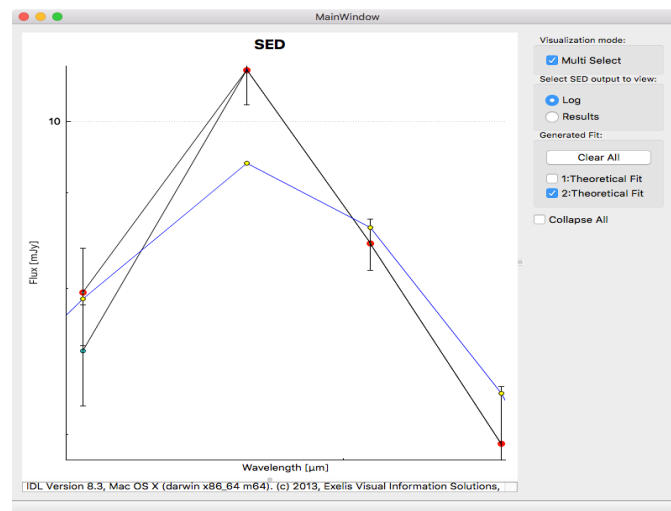 MainWindow
SED
10
Flux [mJy]
Wavelength [µm]
IDL Version 8.3, Mac OS X (darwin x86_64 m64). (c) 2013, Exelis Visual Information Solutions,
Visualization mode:
Multi Select
Select SED output to view:
Log
Results
Generated Fit:
Clear All
1:Theoretical Fit
2:Theoretical Fit
Collapse All